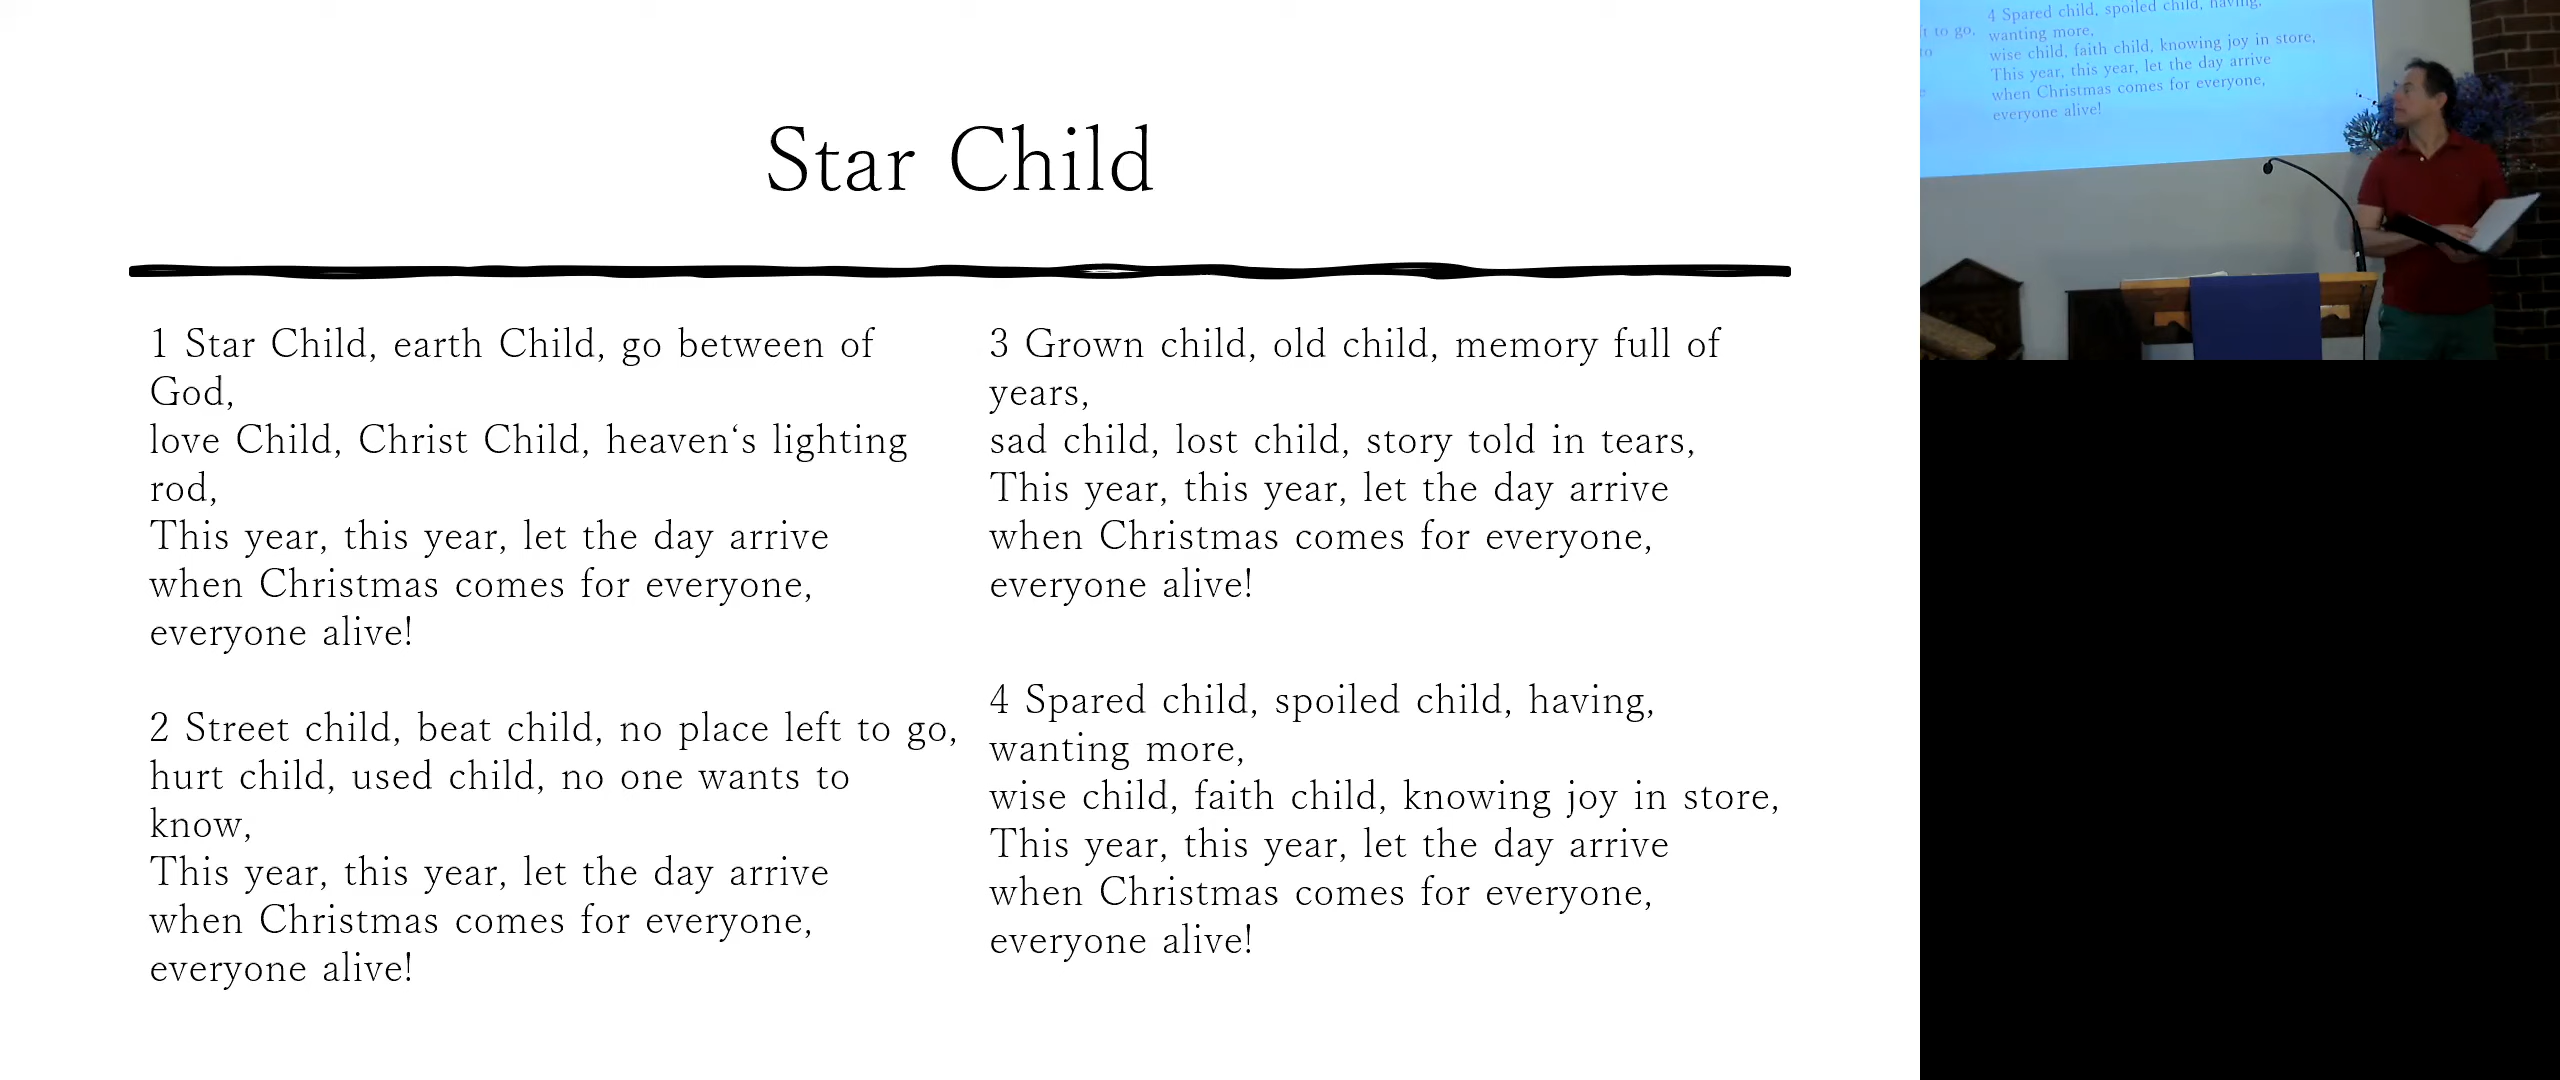 Star Child
1 Star Child, earth Child, go between of
God,
love Child, Christ Child, heaven‘s lighting
rod,
This year, this year, let the day arrive
when Christmas comes for everyone,
everyone alive!
2 Street child, beat child, no place left to go,
hurt child, used child, no one wants to
know,
This year, this year, let the day arrive
when Christmas comes for everyone,
everyone alive!
3 Grown child, old child, memory full of
years,
sad child, lost child, story told in tears,
This year, this year, let the day arrive
when Christmas comes for everyone,
everyone alive!
4 Spared child, spoiled child, having,
wanting more,
wise child, faith child, knowing joy in store,
This year, this year, let the day arrive
when Christmas comes for everyone,
everyone alive!
to go,
to
4 Spared child, spoiled child, having,
wanting more,
wise child, faith child, knowing joy in store,
This year, this year, let the day arrive
when Christmas comes for everyone,
everyone alive!